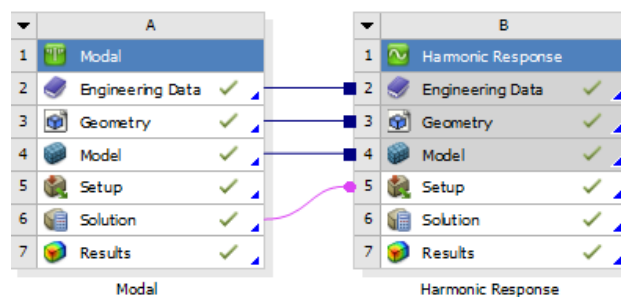 A
1 Modal
2 Engineering Data
3 Geometry
4 Model
5 Setup
6 Solution
7 Results
Modal
B
1 Harmonic Response
2 Engineering Data
3 Geometry
4 Model
5 Setup
6 Solution
7 Results
Harmonic Response